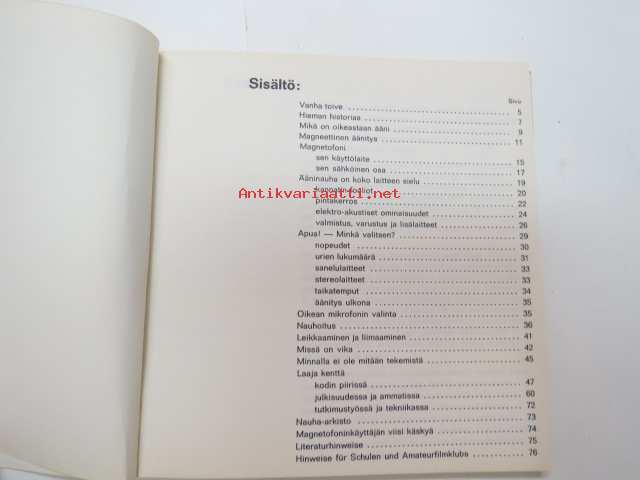 Sisältö:
Sivu
Vanha toive 5
Hieman historiaa 7
Mikä on oikeastaan ääni 9
Magneettinen äänitys 11
Magnetofoni
sen käyttölaite 15
sen sähköinen osa 17
Ääninauha on koko laitteen sielu 19
Antikvariaatti.net
20
pintakerros 22
elektro-akustiset ominaisuudet 24
valmistus, varustus ja lisälaitteet 26
Apua! — Minkä valitsen? 29
nopeudet 30
urien lukumäärä 31
sanelulaitteet 33
stereolaitteet 33
taikatemput 34
äänitys ulkona 35
Oikean mikrofonin valinta 35
Nauhoitus 36
Leikkaaminen ja liimaaminen 41
Missä on vika 42
Minnalla ei ole mitään tekemistä 45
Laaja kenttä
kodin piirissä 47
julkisuudessa ja ammatissa 60
tutkimustyössä ja tekniikassa 72
Nauha-arkisto 73
Magnetofoninkäyttäjän viisi käskyä 74
Literaturhinweise 75
Hinweise für Schulen und Amateurfilmklubs 76